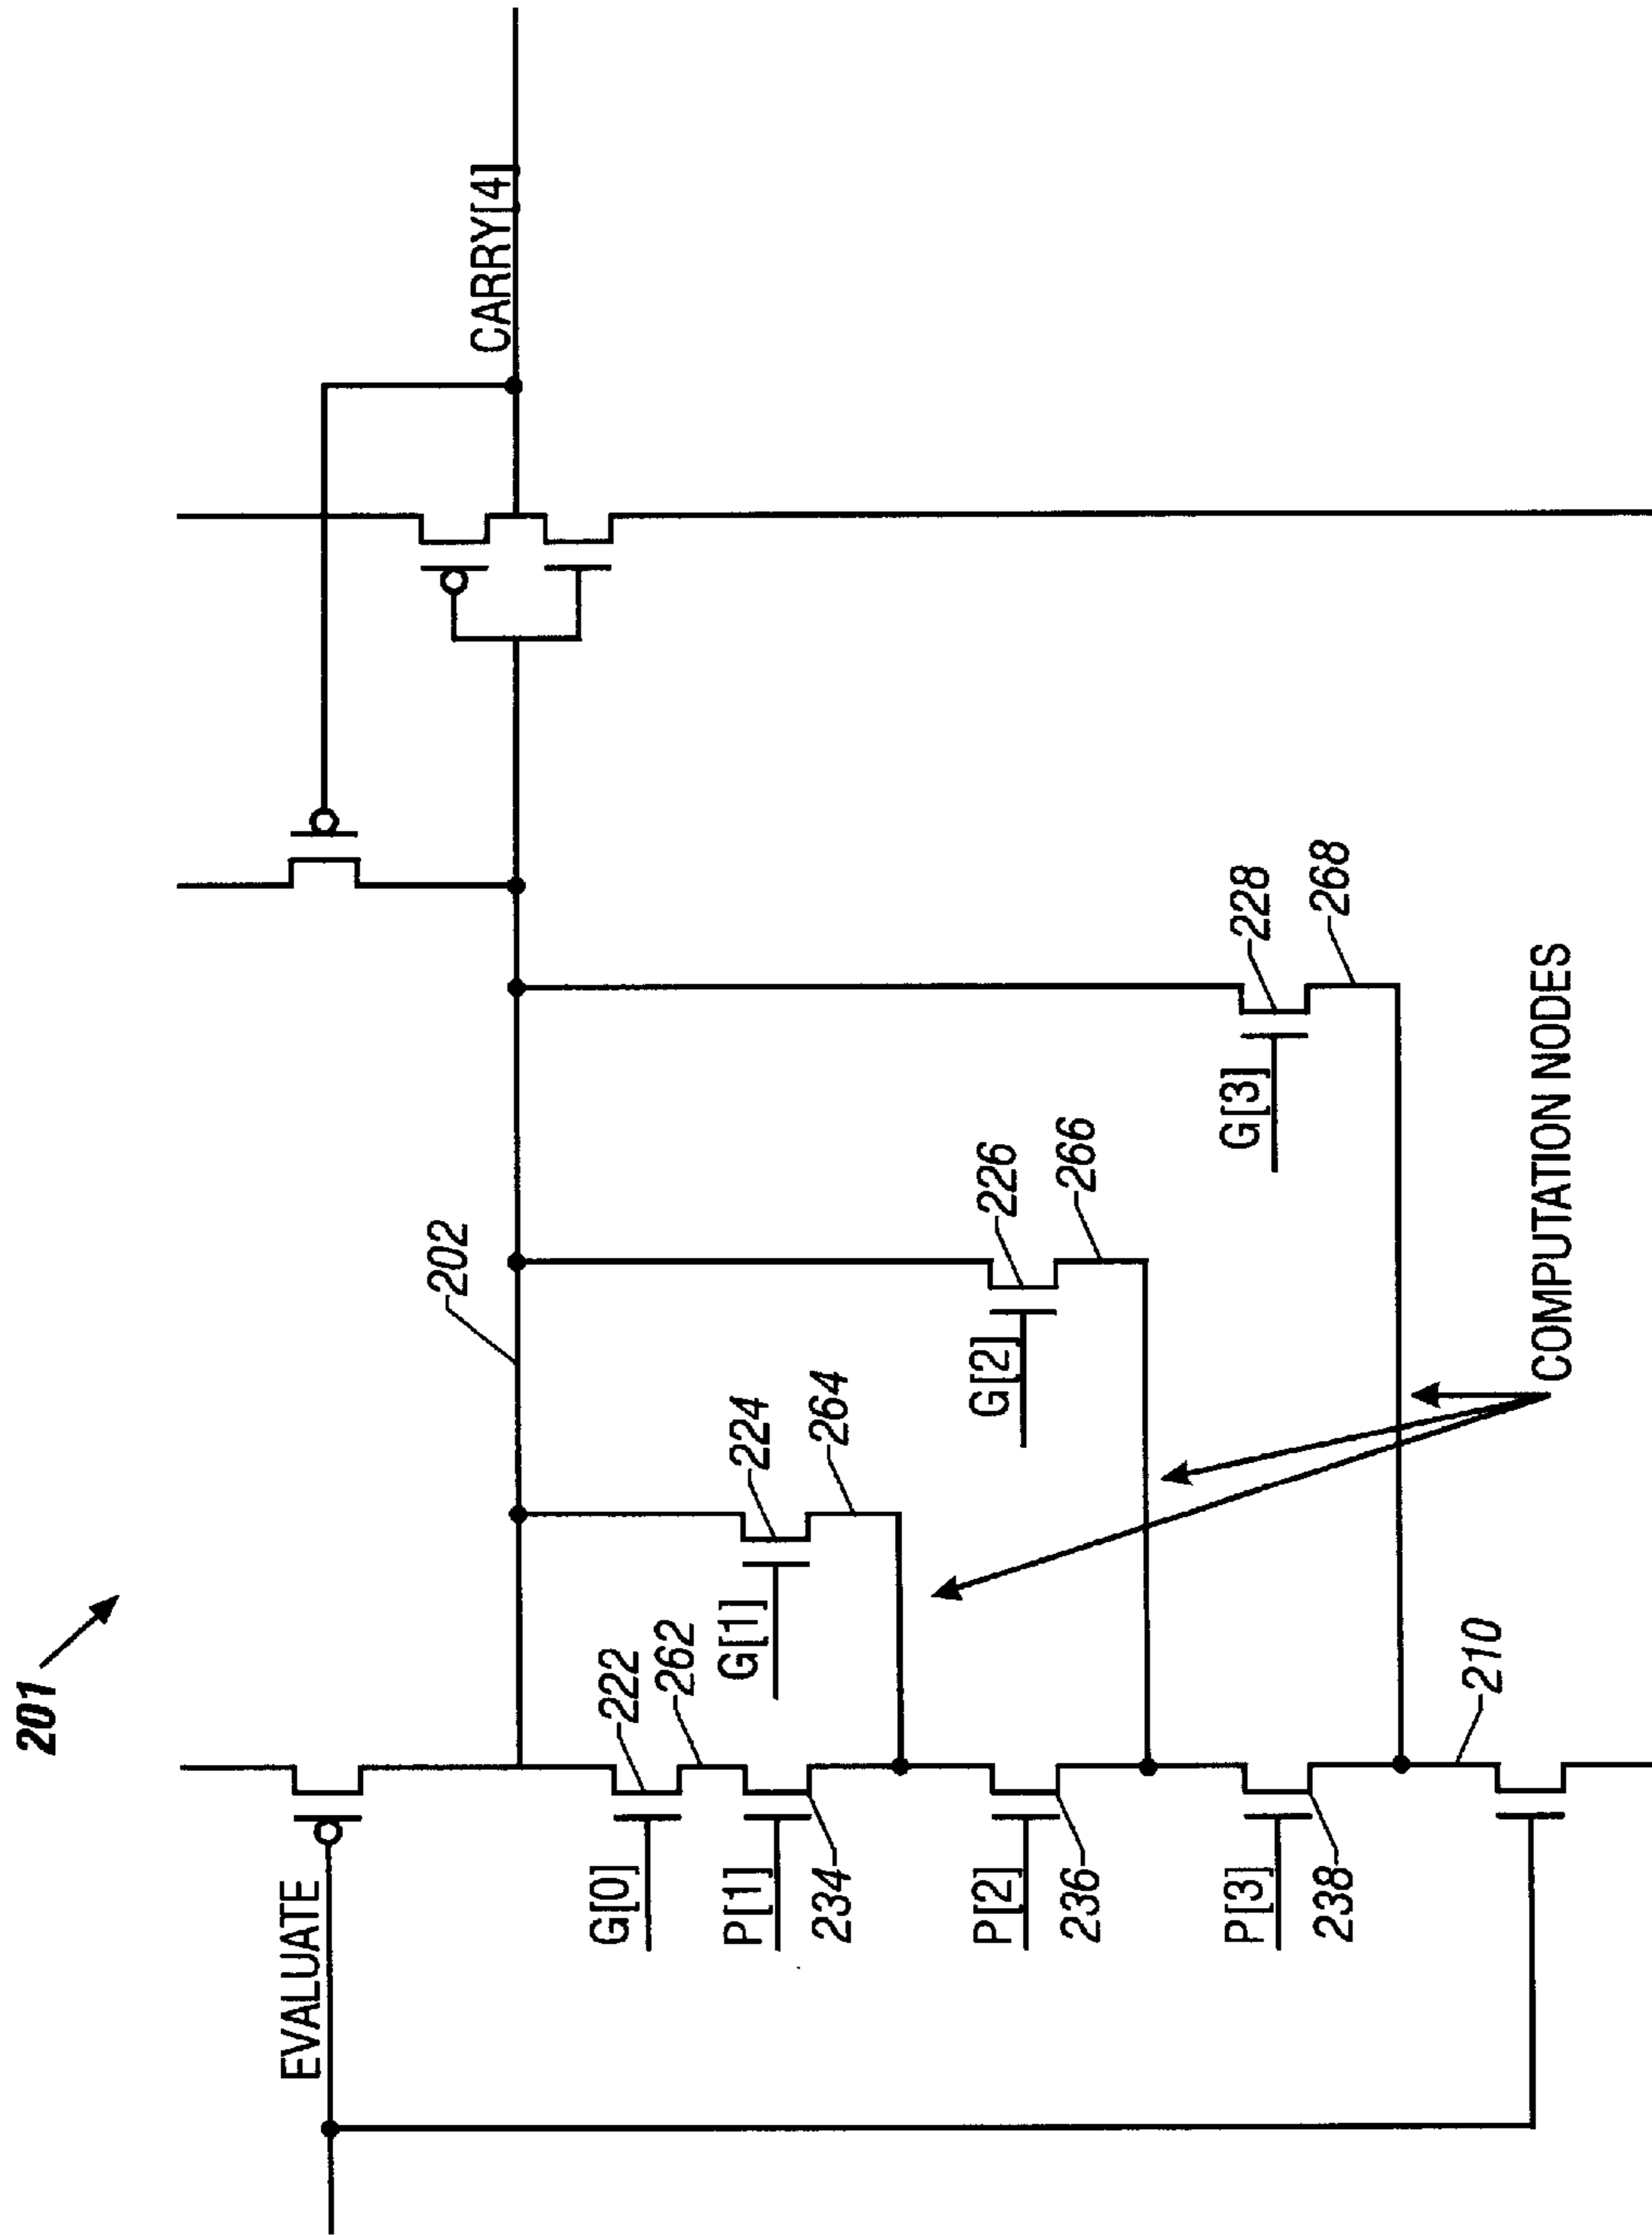 201
EVALUATE
202
CARRY[4]
G[0]
222
262
P[1]
234
G[1]
224
264
P[2]
236
G[2]
226
266
P[3]
238
G[3]
228
268
210
COMPUTATION NODES